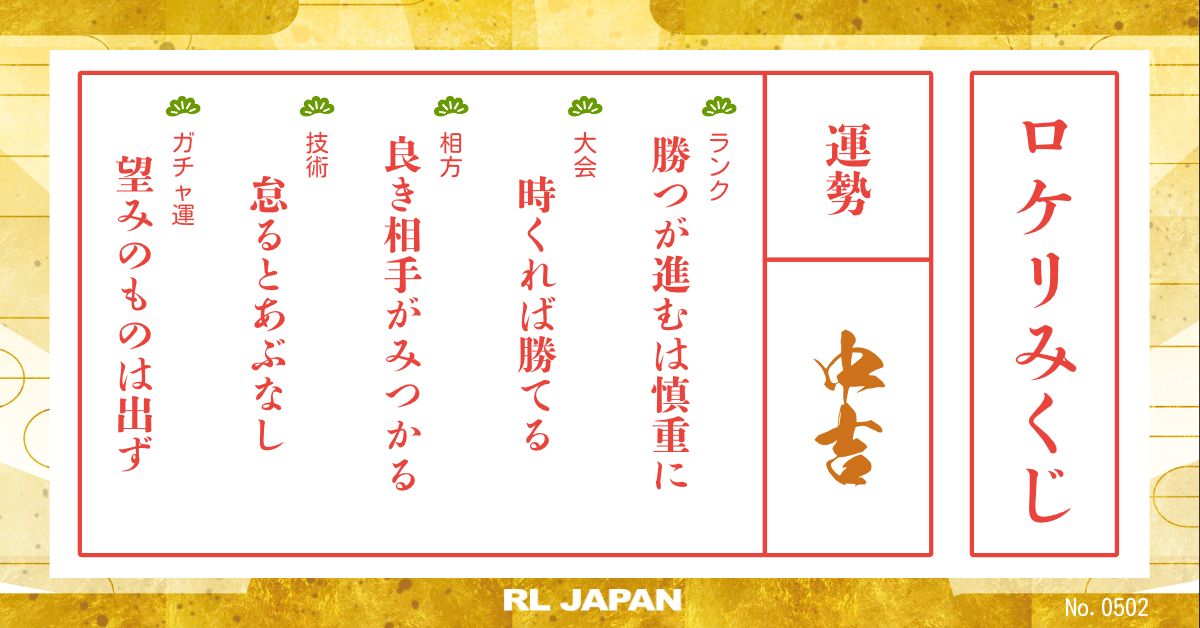 ロケリみくじ
運勢
中吉
ランク
勝つが進むは慎重に
大会
時くれば勝てる
相方
良き相手がみつかる
技術
怠るとあぶなし
ガチャ運
望みのものは出ず
RL JAPAN
No. 0502